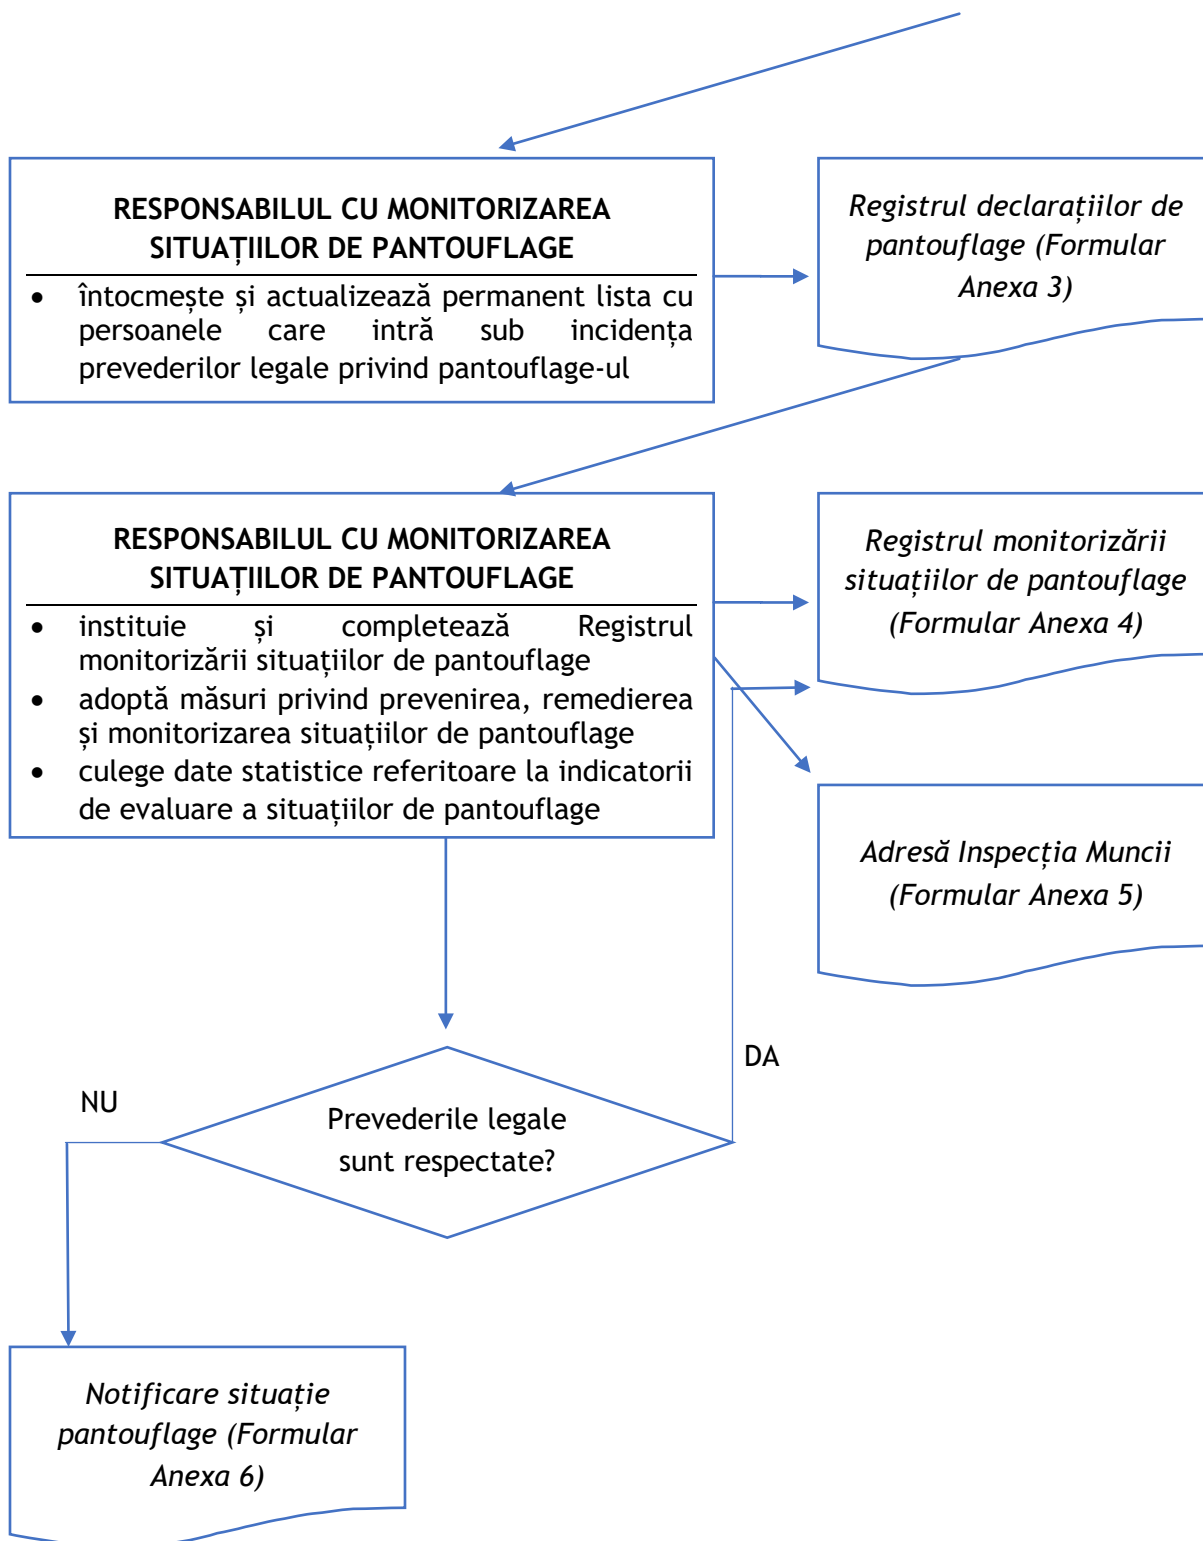 RESPONSABILUL CU MONITORIZAREA
SITUAȚIILOR DE PANTOUFLAGE
• întocmește și actualizează permanent lista cu
persoanele care intră sub incidența
prevederilor legale privind pantouflage-ul
Registrul declarațiilor de
pantouflage (Formular
Anexa 3)
RESPONSABILUL CU MONITORIZAREA
SITUAȚIILOR DE PANTOUFLAGE
• instituie și completează Registrul
monitorizării situațiilor de pantouflage
• adoptă măsuri privind prevenirea, remedierea
și monitorizarea situațiilor de pantouflage
• culege date statistice referitoare la indicatorii
de evaluare a situațiilor de pantouflage
Registrul monitorizării
situațiilor de pantouflage
(Formular Anexa 4)
Adresă Inspecția Muncii
(Formular Anexa 5)
DA
NU
Prevederile legale
sunt respectate?
Notificare situație
pantouflage (Formular
Anexa 6)